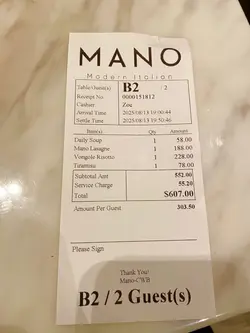 MANO
Modern Italian
Table/Guest(s) B2 / 2
Receipt No 0000151812
Cashier Zoe
Arrived Time 2025/08/13 19:00:44
Settle Time 2025/08/13 19:50:46
Item(s) Qty Amount
Daily Soup 1 58.00
Mano Lasagne 1 188.00
Vongole Risotto 1 228.00
Tiramisu 1 78.00
Subtotal Amt 552.00
Service Charge 55.20
Total $607.00
Amount Per Guest 303.50
Please Sign
Thank You!
Mano-CWB
B2 / 2 Guest(s)